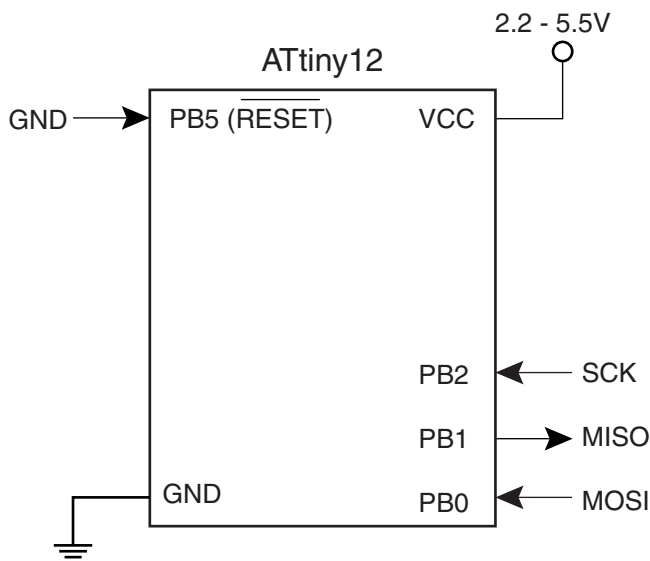 2.2 - 5.5V
ATtiny12
GND
PB5 (RESET)
VCC
PB2
SCK
PB1
MISO
GND
PB0
MOSI